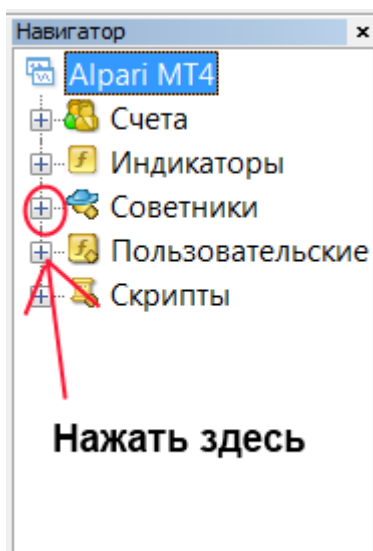 Навигатор
Alpari MT4
Счета
Индикаторы
Советники
Пользовательские
Скрипты
Нажать здесь